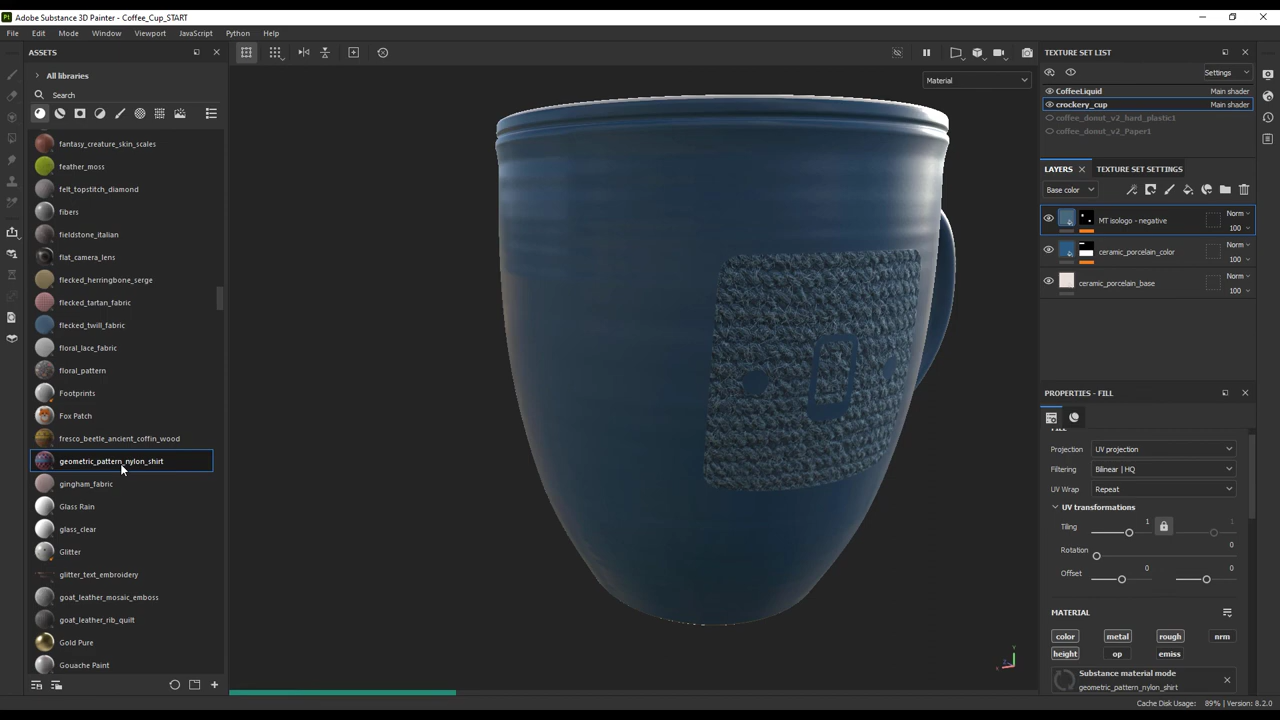 Adobe Substance 3D Painter - Coffee_Cup_START
File Edit Mode Window Viewport JavaScript Python Help
ASSETS
All libraries
Search
fantasy_creature_skin_scales
feather_moss
felt_topstitch_diamond
fibers
fieldstone_italian
flat_camera_lens
flecked_herringbone_serge
flecked_tartan_fabric
flecked_twill_fabric
floral_lace_fabric
floral_pattern
Footprints
Fox Patch
fresco_beetle_ancient_coffin_wood
geometric_pattern_nylon_shirt
gingham_fabric
Glass Rain
glass_clear
Glitter
glitter_text_embroidery
goat_leather_mosaic_emboss
goat_leather_rib_quilt
Gold Pure
Gouache Paint
Material
TEXTURE SET LIST
Settings
CoffeeLiquid Main shader
crockery_cup Main shader
coffee_donut_v2_hard_plastic1
coffee_donut_v2_Paper1
LAYERS TEXTURE SET SETTINGS
Base color
MT isologo - negative Norm
100
ceramic_porcelain_color Norm
100
ceramic_porcelain_base Norm
100
PROPERTIES - FILL
FILL
Projection UV projection
Filtering Bilinear | HQ
UV Wrap Repeat
UV transformations
Tiling 1 1
Rotation 0
Offset 0 0
MATERIAL
color metal rough nrm
height op emiss
Substance material mode
geometric_pattern_nylon_shirt
Cache Disk Usage: 89% | Version: 8.2.0